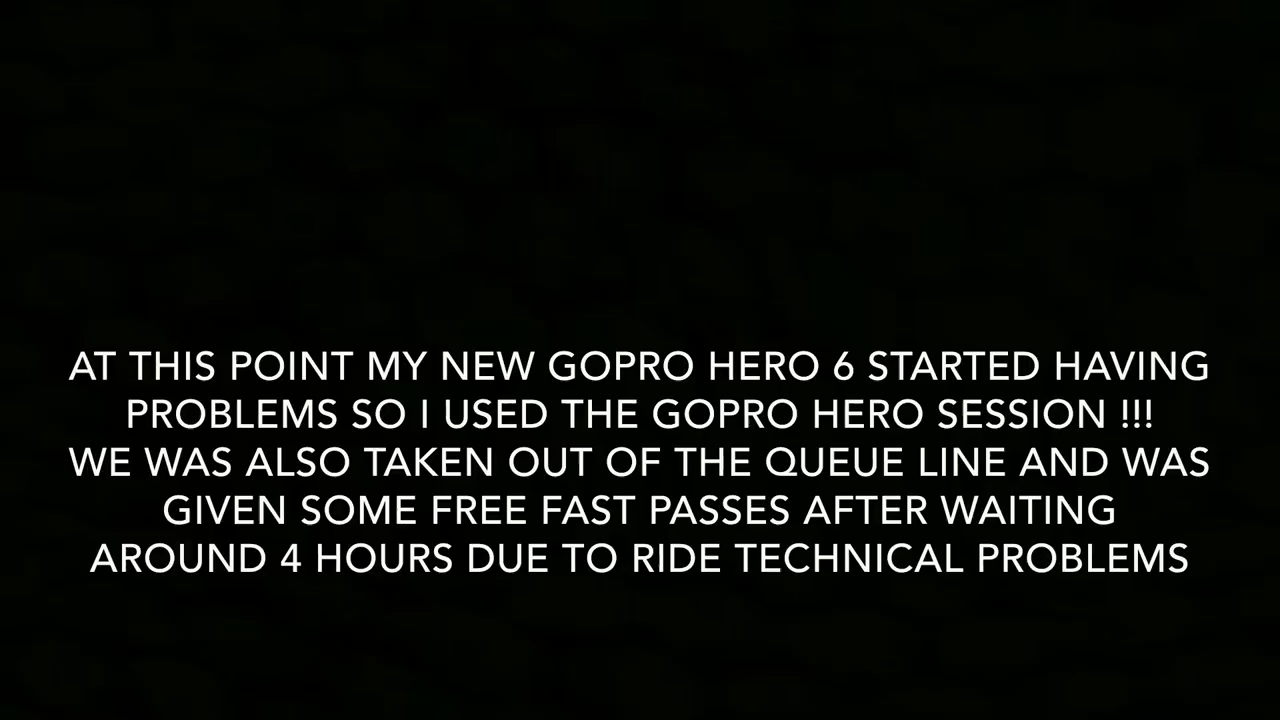 AT THIS POINT MY NEW GOPRO HERO 6 STARTED HAVING
PROBLEMS SO I USED THE GOPRO HERO SESSION !!!
WE WAS ALSO TAKEN OUT OF THE QUEUE LINE AND WAS
GIVEN SOME FREE FAST PASSES AFTER WAITING
AROUND 4 HOURS DUE TO RIDE TECHNICAL PROBLEMS